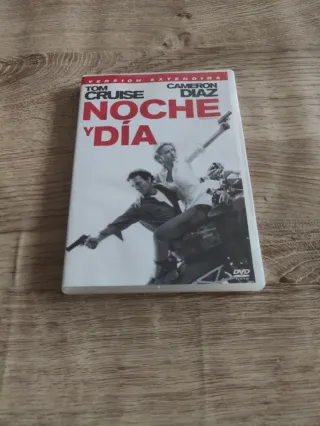 VERSIÓN EXTENDIDA
TOM CRUISE
CAMERON DIAZ
NOCHE
Y DÍA
DVD